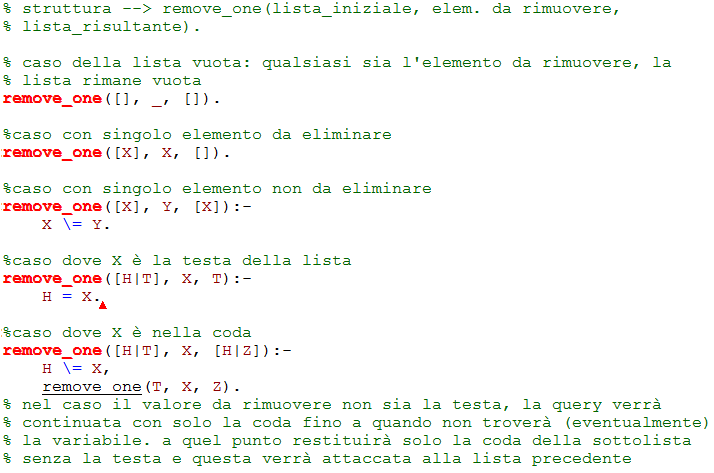 % struttura --> remove_one(lista_iniziale, elem. da rimuovere,
% lista_risultante).
% caso della lista vuota: qualsiasi sia l'elemento da rimuovere, la
% lista rimane vuota
remove_one([], _, []).
%caso con singolo elemento da eliminare
remove_one([X], X, []).
%caso con singolo elemento non da eliminare
remove_one([X], Y, [X]):-
X \= Y.
%caso dove X è la testa della lista
remove_one([H|T], X, T):-
H = X.
%caso dove X è nella coda
remove_one([H|T], X, [H|Z]):-
H \= X,
remove_one(T, X, Z).
% nel caso il valore da rimuovere non sia la testa, la query verrà
% continuata con solo la coda fino a quando non troverà (eventualmente)
% la variabile. a quel punto restituirà solo la coda della sottolista
% senza la testa e questa verrà attaccata alla lista precedente